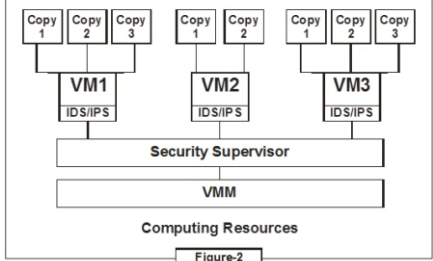 Copy Copy Copy Copy Copy Copy Copy Copy
1 2 3 1 2 1 2 3
VM1 VM2 VM3
IDS/IPS IDS/IPS IDS/IPS
Security Supervisor
VMM
Computing Resources
Figure-2